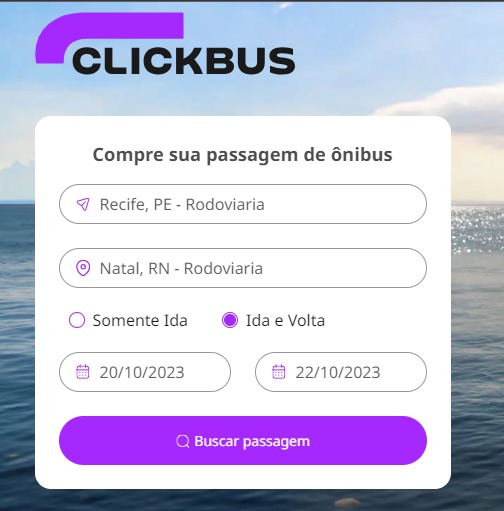 CLICKBUS
Compre sua passagem de ônibus
Recife, PE - Rodoviaria
Natal, RN - Rodoviaria
Somente Ida Ida e Volta
20/10/2023 22/10/2023
Buscar passagem